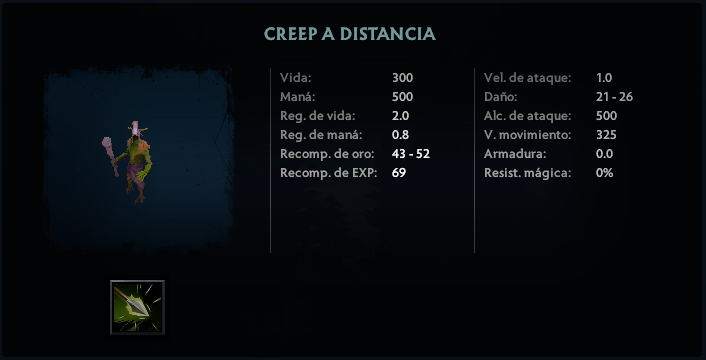 CREEP A DISTANCIA
Vida: 300
Maná: 500
Reg. de vida: 2.0
Reg. de maná: 0.8
Recomp. de oro: 43 - 52
Recomp. de EXP: 69
Vel. de ataque: 1.0
Daño: 21 - 26
Alc. de ataque: 500
V. movimiento: 325
Armadura: 0.0
Resist. mágica: 0%